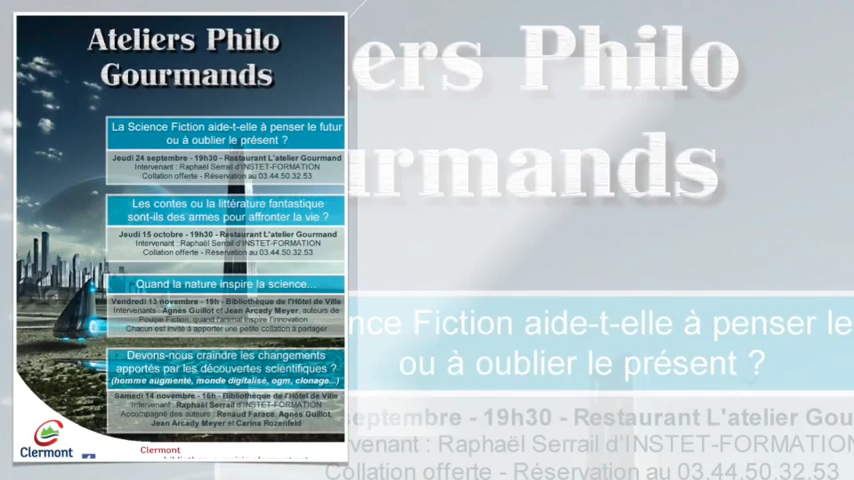 Ateliers Philo
Gourmands
La Science Fiction aide-t-elle à penser le futur
ou à oublier le présent ?
Jeudi 24 septembre - 19h30 - Restaurant L'atelier Gourmand
Intervenant : Raphaël Serrail d'INSTET-FORMATION
Collation offerte - Réservation au 03.44.50.32.53
Les contes ou la littérature fantastique
sont-ils des armes pour affronter la vie ?
Jeudi 15 octobre - 19h30 - Restaurant L'atelier Gourmand
Intervenant : Raphaël Serrail d'INSTET-FORMATION
Collation offerte - Réservation au 03.44.50.32.53
Quand la nature inspire la science...
Vendredi 13 novembre - 19h - Bibliothèque de l'Hôtel de Ville
Intervenants : Agnès Guillot et Jean Arcady Meyer, auteurs de
Poulpe Fiction, quand l'animal inspire l'innovation
Chacun est invité à apporter une petite collation à partager
Devons-nous craindre les changements
apportés par les découvertes scientifiques ?
(homme augmenté, monde digitalisé, ogm, clonage...)
Samedi 14 novembre - 16h - Bibliothèque de l'Hôtel de Ville
Intervenant : Raphaël Serrail d'INSTET-FORMATION
Accompagné des auteurs : Renaud Farace, Agnès Guillot,
Jean Arcady Meyer et Carina Rozenfeld
Clermont
Clermont
iers Philo
urmands
nce Fiction aide-t-elle à penser le
ou à oublier le présent ?
septembre - 19h30 - Restaurant L'atelier Gou
rvenant : Raphaël Serrail d'INSTET-FORMATION
Collation offerte - Réservation au 03.44.50.32.53